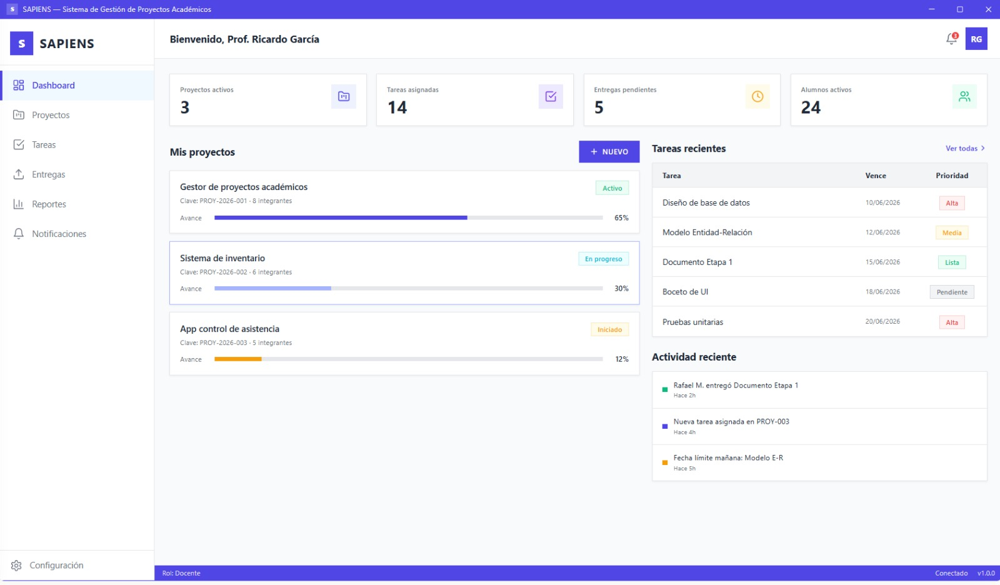 S SAPIENS — Sistema de Gestión de Proyectos Académicos
S SAPIENS
Dashboard
Proyectos
Tareas
Entregas
Reportes
Notificaciones
Configuración
Bienvenido, Prof. Ricardo García
3
RG
Proyectos activos
3
Tareas asignadas
14
Entregas pendientes
5
Alumnos activos
24
Mis proyectos
+ NUEVO
Gestor de proyectos académicos
Activo
Clave: PROY-2026-001 · 8 integrantes
Avance 65%
Sistema de inventario
En progreso
Clave: PROY-2026-002 · 6 integrantes
Avance 30%
App control de asistencia
Iniciado
Clave: PROY-2026-003 · 5 integrantes
Avance 12%
Tareas recientes
Ver todas
Tarea Vence Prioridad
Diseño de base de datos 10/06/2026 Alta
Modelo Entidad-Relación 12/06/2026 Media
Documento Etapa 1 15/06/2026 Lista
Boceto de UI 18/06/2026 Pendiente
Pruebas unitarias 20/06/2026 Alta
Actividad reciente
Rafael M. entregó Documento Etapa 1
Hace 2h
Nueva tarea asignada en PROY-003
Hace 4h
Fecha límite mañana: Modelo E-R
Hace 5h
Rol: Docente
Conectado v1.0.0